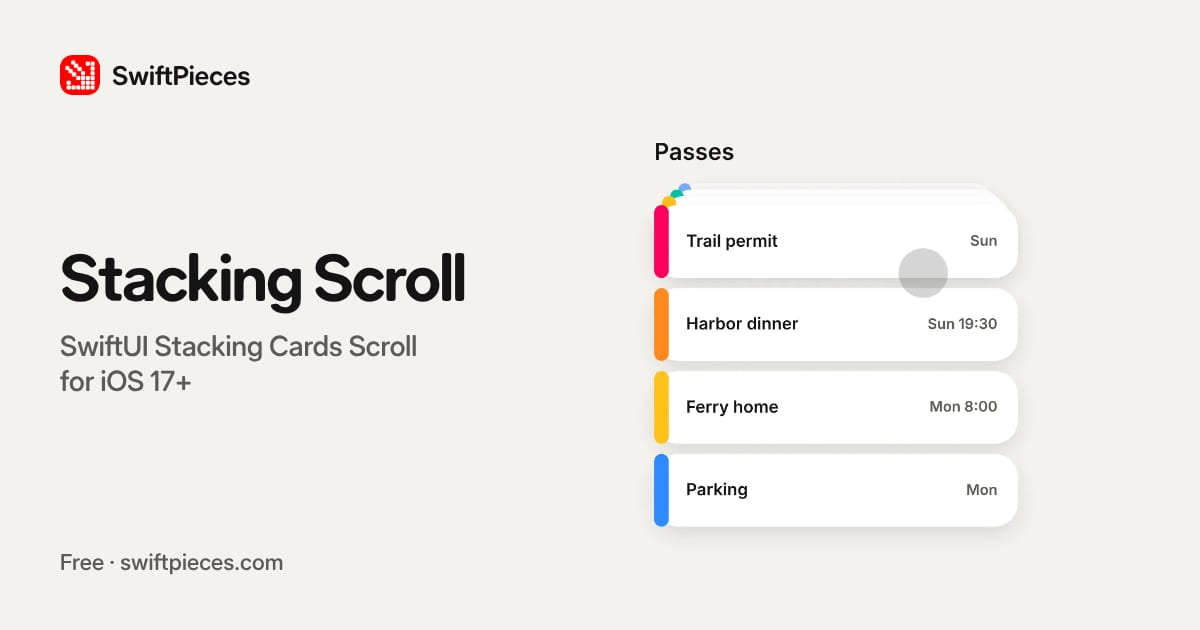 SwiftPieces
Stacking Scroll
SwiftUI Stacking Cards Scroll
for iOS 17+
Free · swiftpieces.com
Passes
Trail permit Sun
Harbor dinner Sun 19:30
Ferry home Mon 8:00
Parking Mon